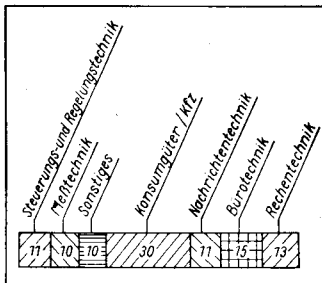 Steuerungs- und Regelungstechnik
Meßtechnik
Sonstiges
Konsumgüter / Kfz
Nachrichtentechnik
Bürotechnik
Rechentechnik
11 10 10 30 11 15 13